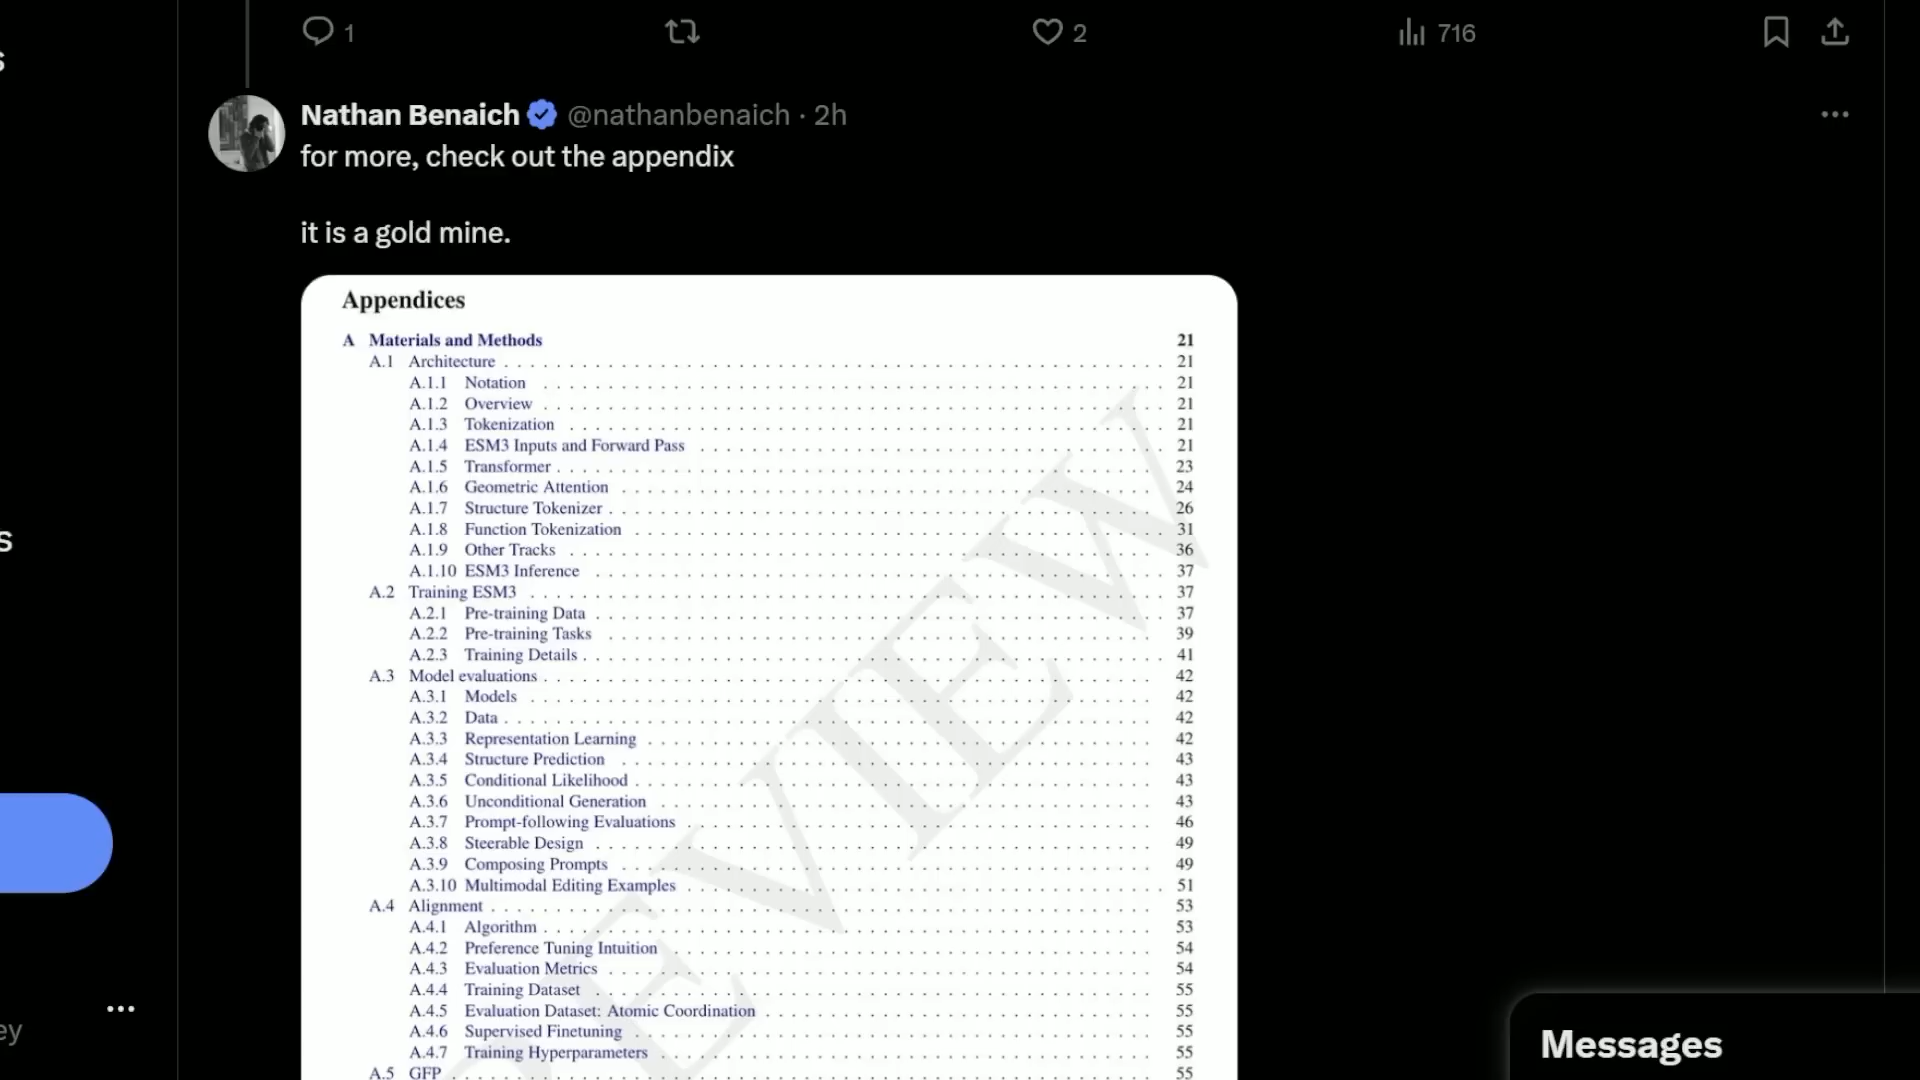 1 2 716
s
Nathan Benaich @nathanbenaich · 2h
for more, check out the appendix
it is a gold mine.
Appendices
A Materials and Methods 21
A.1 Architecture 21
A.1.1 Notation 21
A.1.2 Overview 21
A.1.3 Tokenization 21
A.1.4 ESM3 Inputs and Forward Pass 21
A.1.5 Transformer 23
A.1.6 Geometric Attention 24
A.1.7 Structure Tokenizer 26
A.1.8 Function Tokenization 31
A.1.9 Other Tracks 36
A.1.10 ESM3 Inference 37
A.2 Training ESM3 37
A.2.1 Pre-training Data 37
A.2.2 Pre-training Tasks 39
A.2.3 Training Details 41
A.3 Model evaluations 42
A.3.1 Models 42
A.3.2 Data 42
A.3.3 Representation Learning 42
A.3.4 Structure Prediction 43
A.3.5 Conditional Likelihood 43
A.3.6 Unconditional Generation 43
A.3.7 Prompt-following Evaluations 46
A.3.8 Steerable Design 49
A.3.9 Composing Prompts 49
A.3.10 Multimodal Editing Examples 51
A.4 Alignment 53
A.4.1 Algorithm 53
A.4.2 Preference Tuning Intuition 54
A.4.3 Evaluation Metrics 54
A.4.4 Training Dataset 55
A.4.5 Evaluation Dataset: Atomic Coordination 55
A.4.6 Supervised Finetuning 55
A.4.7 Training Hyperparameters 55
A.5 GFP 55
EVIEW
s
ey
Messages